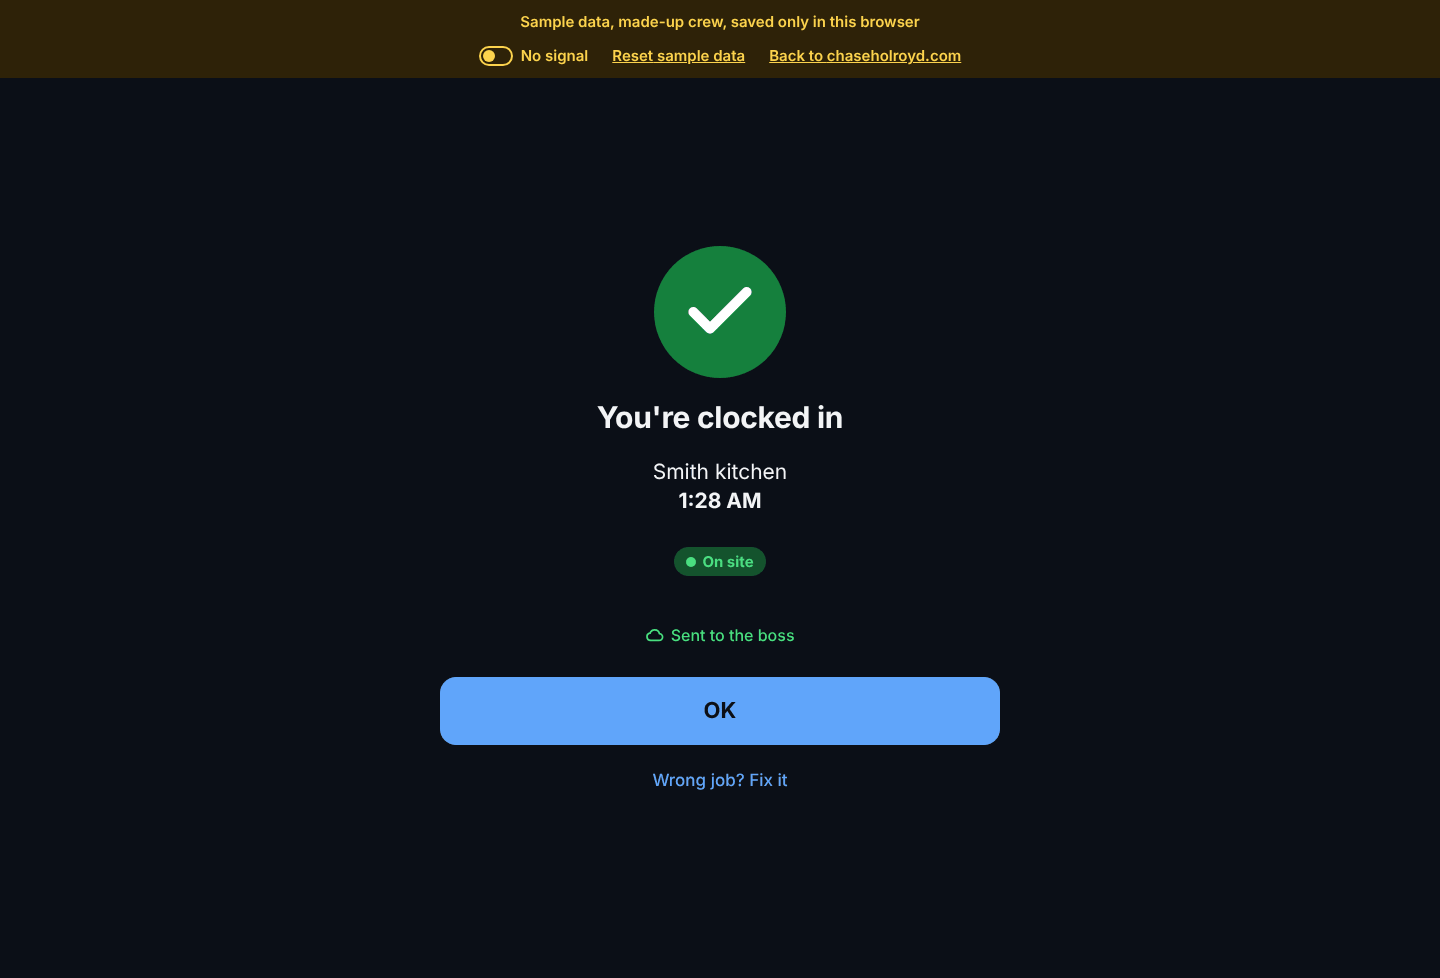 Sample data, made-up crew, saved only in this browser
No signal Reset sample data Back to chaseholroyd.com
You're clocked in
Smith kitchen
1:28 AM
On site
Sent to the boss
OK
Wrong job? Fix it